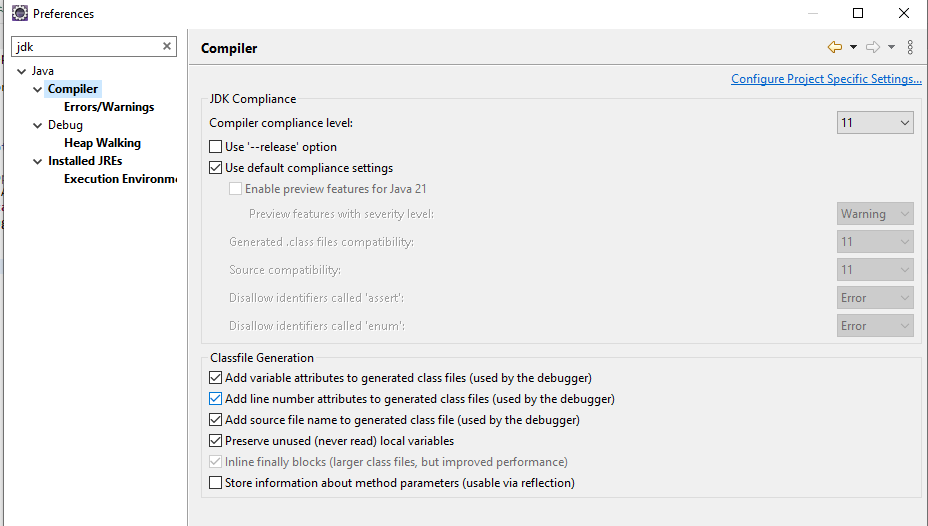 Preferences
jdk
Java
Compiler
Errors/Warnings
Debug
Heap Walking
Installed JREs
Execution Environme
Compiler
Configure Project Specific Settings...
JDK Compliance
Compiler compliance level:
11
Use '--release' option
Use default compliance settings
Enable preview features for Java 21
Preview features with severity level:
Warning
Generated .class files compatibility:
11
Source compatibility:
11
Disallow identifiers called 'assert':
Error
Disallow identifiers called 'enum':
Error
Classfile Generation
Add variable attributes to generated class files (used by the debugger)
Add line number attributes to generated class files (used by the debugger)
Add source file name to generated class file (used by the debugger)
Preserve unused (never read) local variables
Inline finally blocks (larger class files, but improved performance)
Store information about method parameters (usable via reflection)